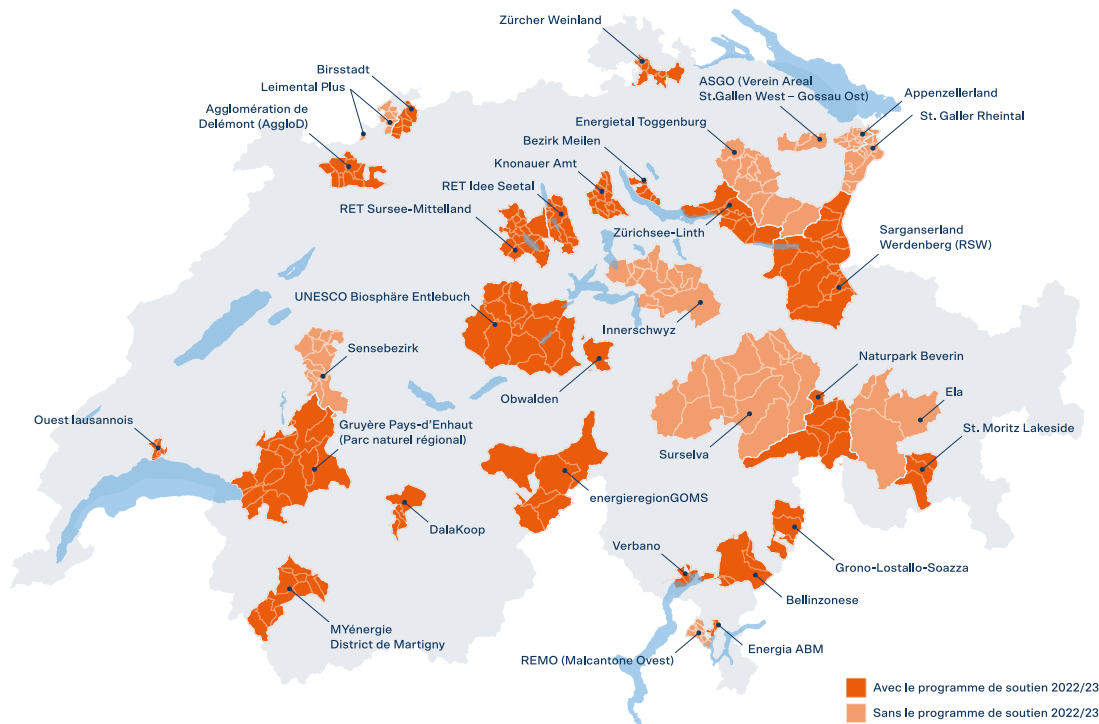 Zürcher Weinland
Birsstadt
Leimental Plus
Agglomération de
Delémont (AggloD)
ASGO (Verein Areal
St.Gallen West – Gossau Ost)
Appenzellerland
St. Galler Rheintal
Energietal Toggenburg
Bezirk Meilen
Knonauer Amt
RET Idee Seetal
RET Sursee-Mittelland
Zürichsee-Linth
Sarganserland
Werdenberg (RSW)
UNESCO Biosphäre Entlebuch
Innerschwyz
Sensebezirk
Obwalden
Naturpark Beverin
Ela
Ouest lausannois
Gruyère Pays-d'Enhaut
(Parc naturel régional)
St. Moritz Lakeside
Surselva
energieregionGOMS
DalaKoop
Verbano
Grono-Lostallo-Soazza
Bellinzonese
MYénergie
District de Martigny
REMO (Malcantone Ovest)
Energia ABM
Avec le programme de soutien 2022/23
Sans le programme de soutien 2022/23